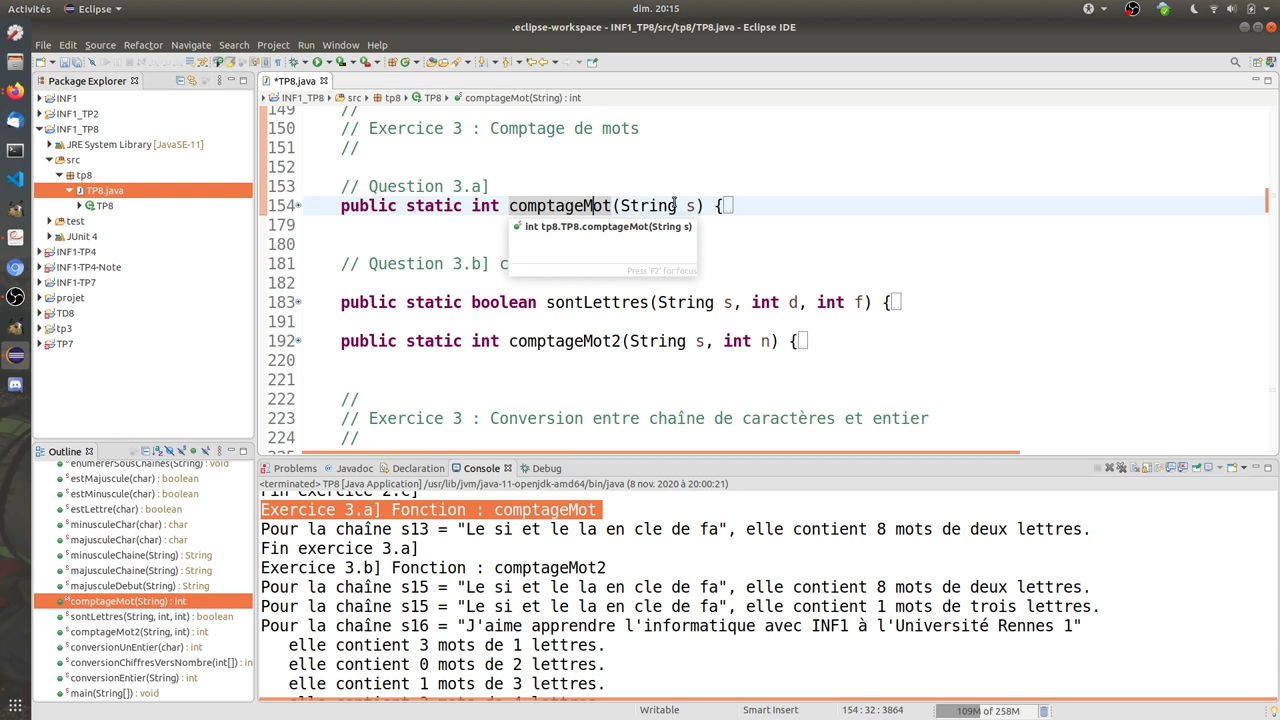 Activités Eclipse dim. 20:15
.eclipse-workspace - INF1_TP8/src/tp8/TP8.java - Eclipse IDE
File Edit Source Refactor Navigate Search Project Run Window Help
Package Explorer
INF1
INF1_TP2
INF1_TP8
JRE System Library [JavaSE-11]
src
tp8
TP8.java
TP8
test
JUnit 4
INF1-TP4
INF1-TP4-Note
INF1-TP7
projet
TD8
tp3
TP7
Outline
enumererSousChaines(String) : void
estMajuscule(char) : boolean
estMinuscule(char) : boolean
estLettre(char) : boolean
minusculeChar(char) : char
majusculeChar(char) : char
minusculeChaine(String) : String
majusculeChaine(String) : String
majusculeDebut(String) : String
comptageMot(String) : int
sontLettres(String, int, int) : boolean
comptageMot2(String, int) : int
conversionUnEntier(char) : int
conversionChiffresVersNombre(int[]) : in
conversionEntier(String) : int
main(String[]) : void
*TP8.java
INF1_TP8 src tp8 TP8 comptageMot(String) : int
149 //
150 // Exercice 3 : Comptage de mots
151 //
152
153 // Question 3.a]
154 public static int comptageMot(String s) {
179
int tp8.TP8.comptageMot(String s)
Press 'F2' for focus
180
181 // Question 3.b] c
182
183 public static boolean sontLettres(String s, int d, int f) {
191
192 public static int comptageMot2(String s, int n) {
220
221
222 //
223 // Exercice 3 : Conversion entre chaîne de caractères et entier
224 //
Problems Javadoc Declaration Console Debug
<terminated> TP8 [Java Application] /usr/lib/jvm/java-11-openjdk-amd64/bin/java (8 nov. 2020 à 20:00:21)
Fin exercice 2.c]
Exercice 3.a] Fonction : comptageMot
Pour la chaîne s13 = "Le si et le la en cle de fa", elle contient 8 mots de deux lettres.
Fin exercice 3.a]
Exercice 3.b] Fonction : comptageMot2
Pour la chaîne s15 = "Le si et le la en cle de fa", elle contient 8 mots de deux lettres.
Pour la chaîne s15 = "Le si et le la en cle de fa", elle contient 1 mots de trois lettres.
Pour la chaîne s16 = "J'aime apprendre l'informatique avec INF1 à l'Université Rennes 1"
elle contient 3 mots de 1 lettres.
elle contient 0 mots de 2 lettres.
elle contient 1 mots de 3 lettres.
Writable Smart Insert 154 : 32 : 3864 109M of 258M